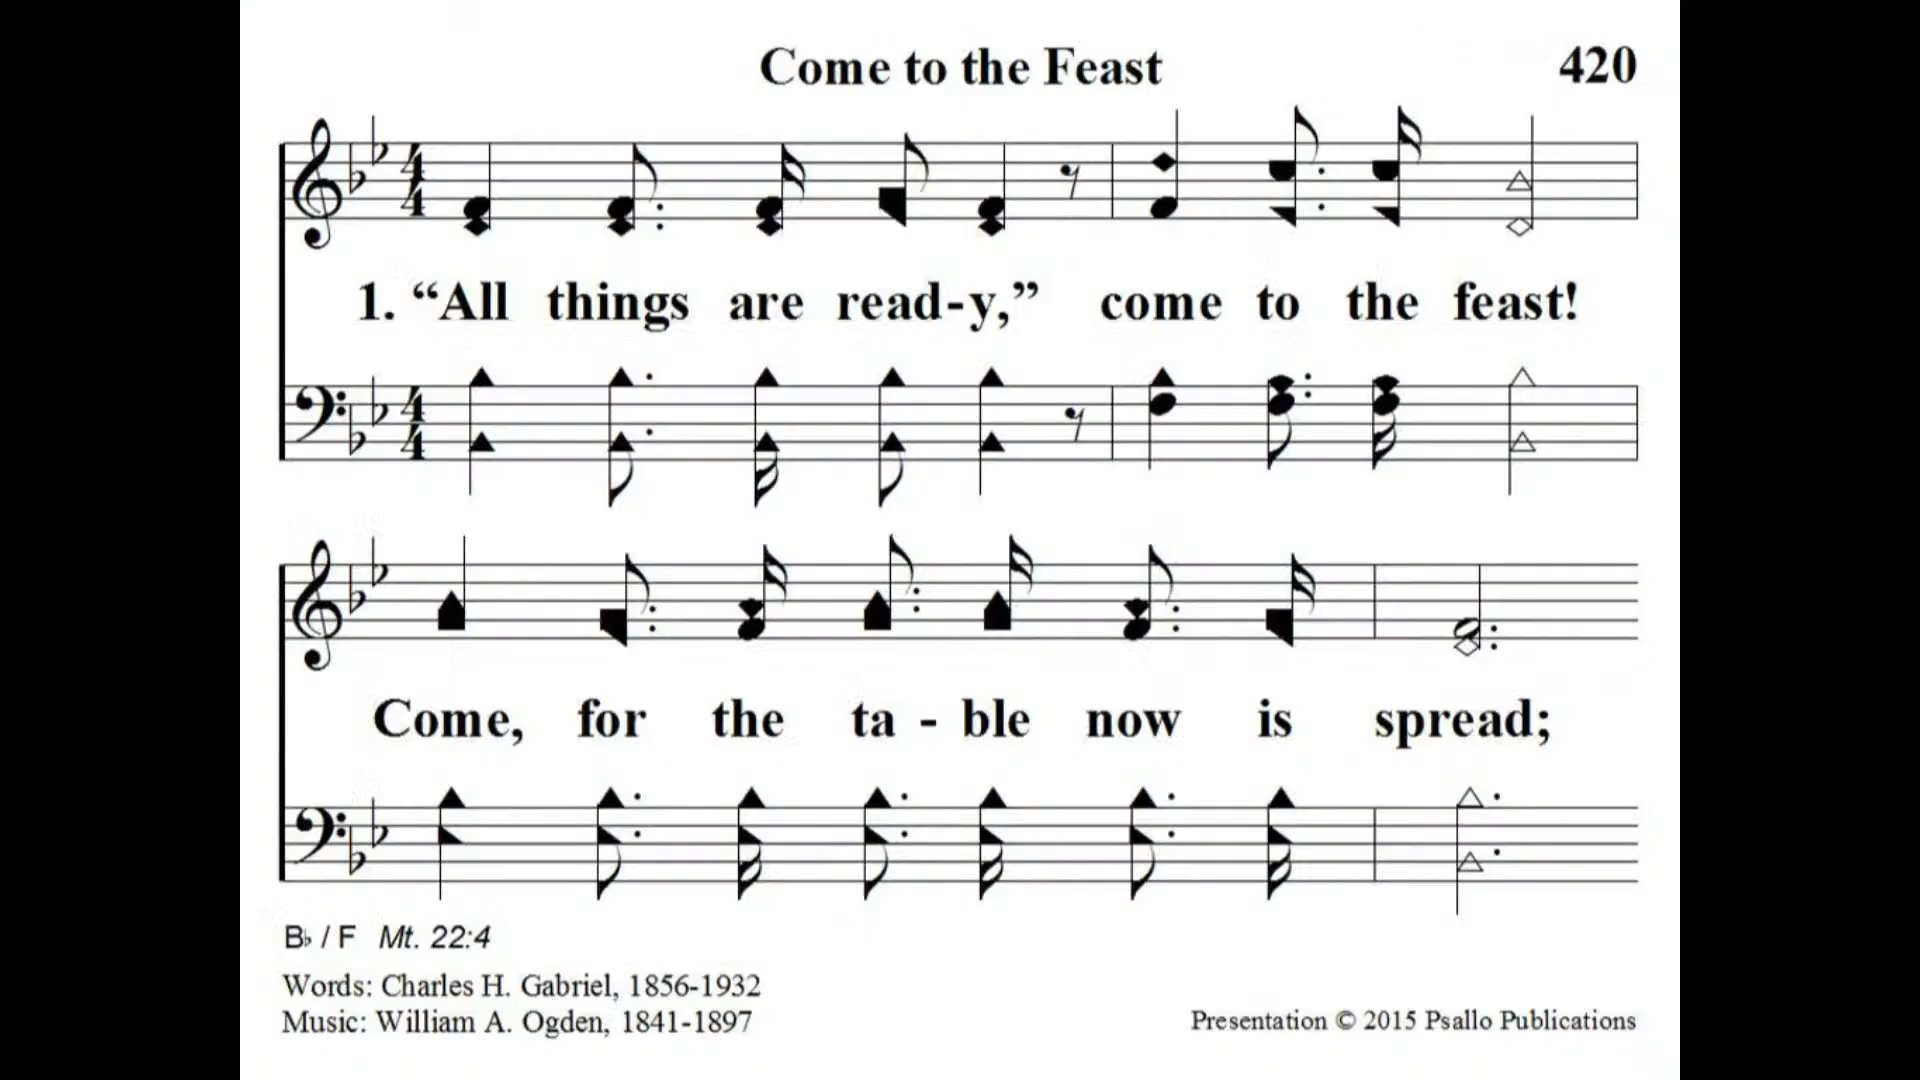 Come to the Feast 420
1. “All things are read-y,” come to the feast!
Come, for the ta - ble now is spread;
B♭ / F Mt. 22:4
Words: Charles H. Gabriel, 1856-1932
Music: William A. Ogden, 1841-1897
Presentation © 2015 Psallo Publications